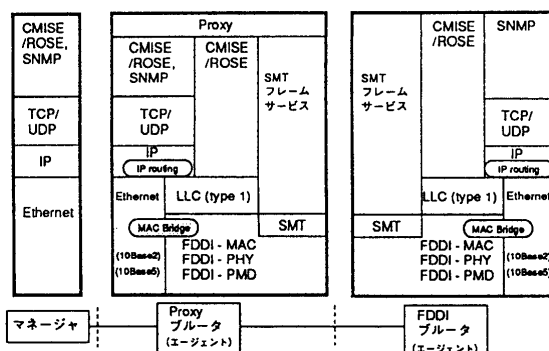 CMISE
/ROSE,
SNMP
TCP/
UDP
IP
Ethernet
Proxy
CMISE
/ROSE,
SNMP
CMISE
/ROSE
SMT
フレーム
サービス
TCP/
UDP
IP
IP routing
Ethernet
LLC (type 1)
MAC Bridge
SMT
(10Base2)
(10Base5)
FDDI - MAC
FDDI - PHY
FDDI - PMD
SMT
フレーム
サービス
CMISE
/ROSE
SNMP
TCP/
UDP
IP
IP routing
LLC (type 1)
Ethernet
SMT
MAC Bridge
FDDI - MAC
FDDI - PHY
FDDI - PMD
(10Base2)
(10Base5)
マネージャ
Proxy
ブルータ
(エージェント)
FDDI
ブルータ
(エージェント)